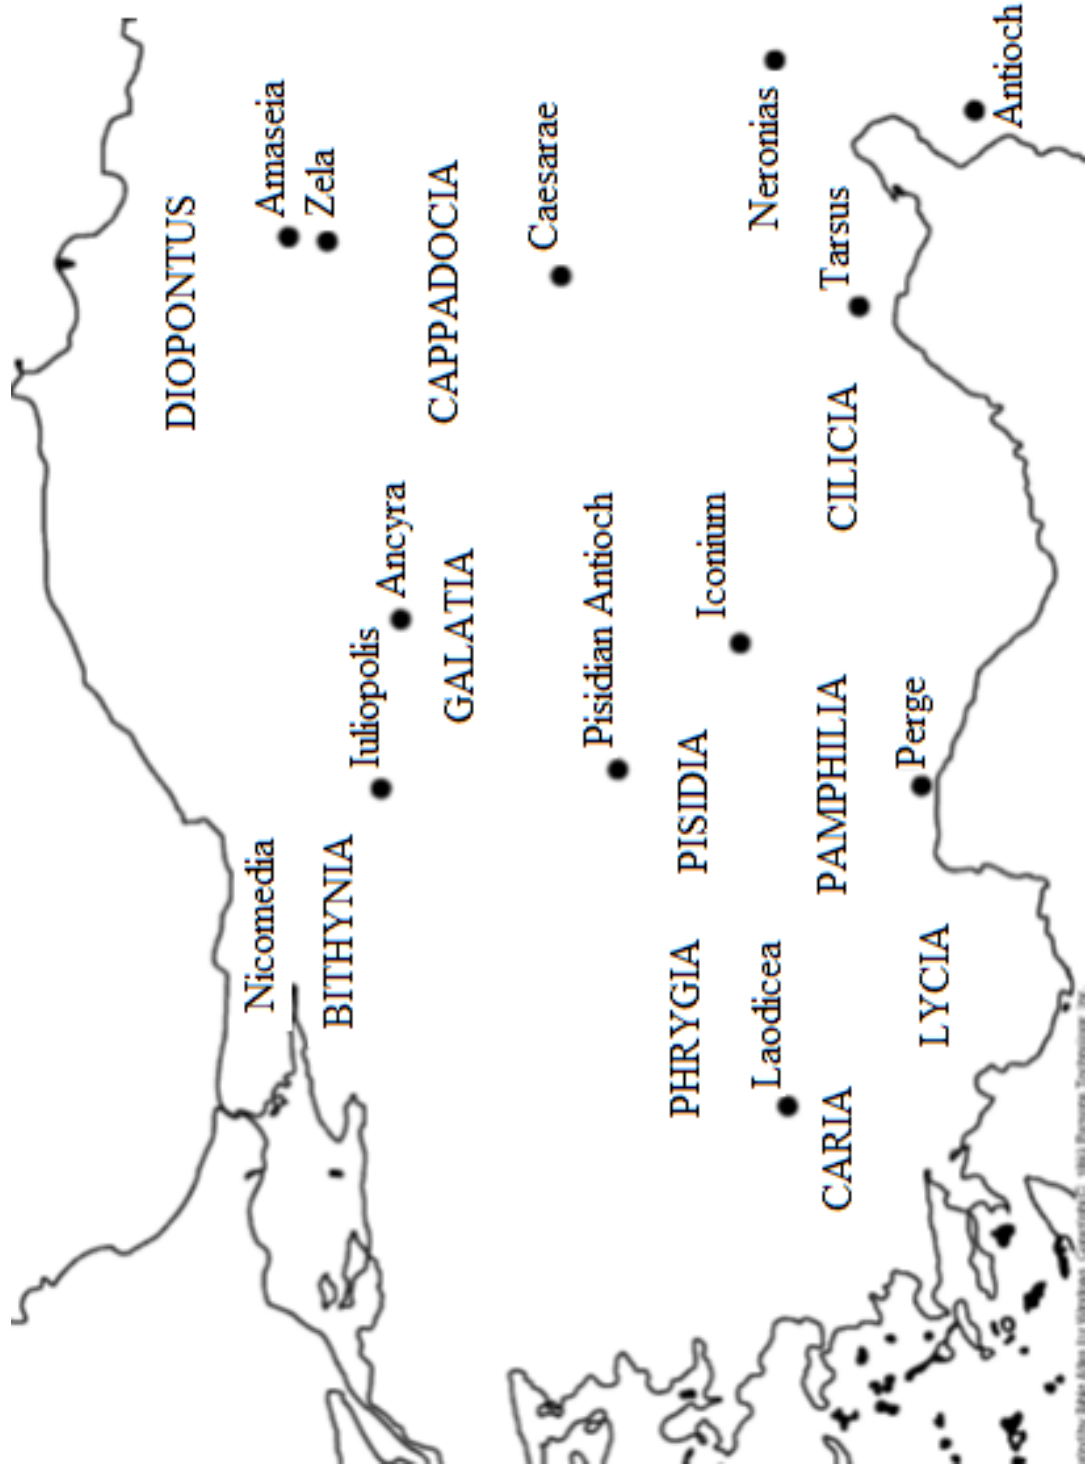 DIOPONTUS
Amaseia
Zela
Nicomedia
BITHYNIA
Iuliopolis
Ancyra
GALATIA
CAPPADOCIA
Caesarae
Pisidian Antioch
PHRYGIA
PISIDIA
Iconium
Neronias
Laodicea
CARIA
PAMPHILIA
CILICIA
Tarsus
LYCIA
Perge
Antioch